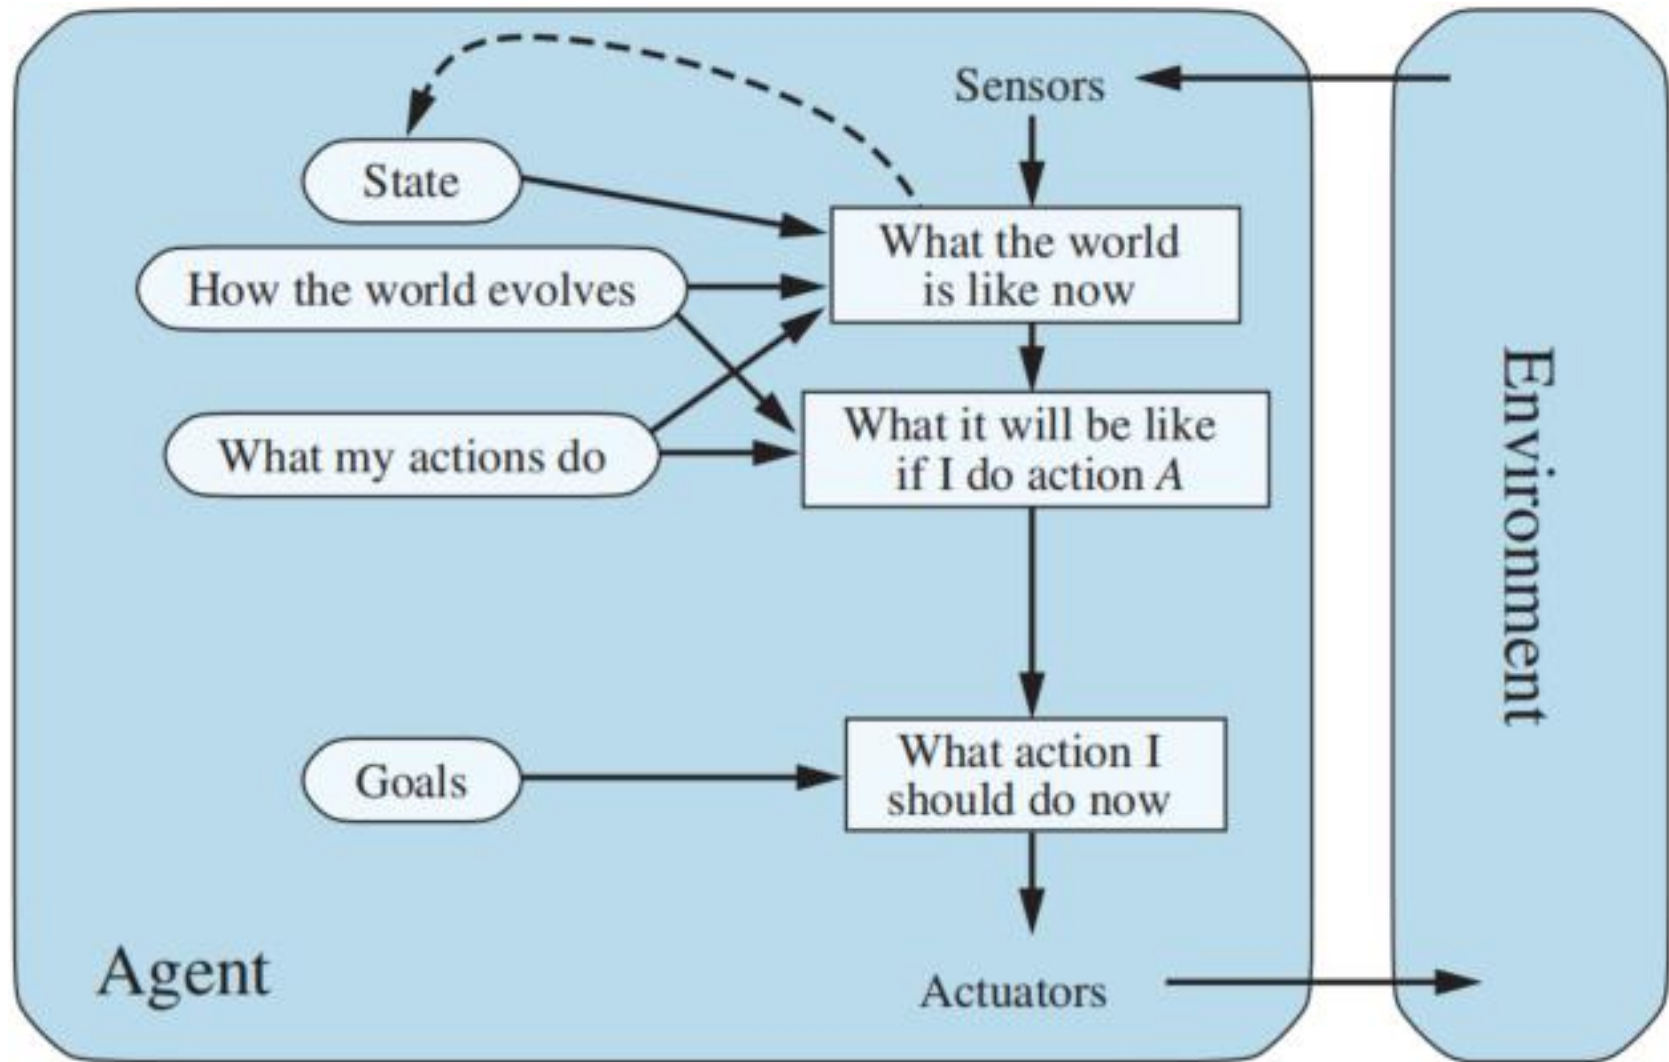 Sensors
State
What the world
is like now
How the world evolves
What my actions do
What it will be like
if I do action A
Goals
What action I
should do now
Agent
Actuators
Environment